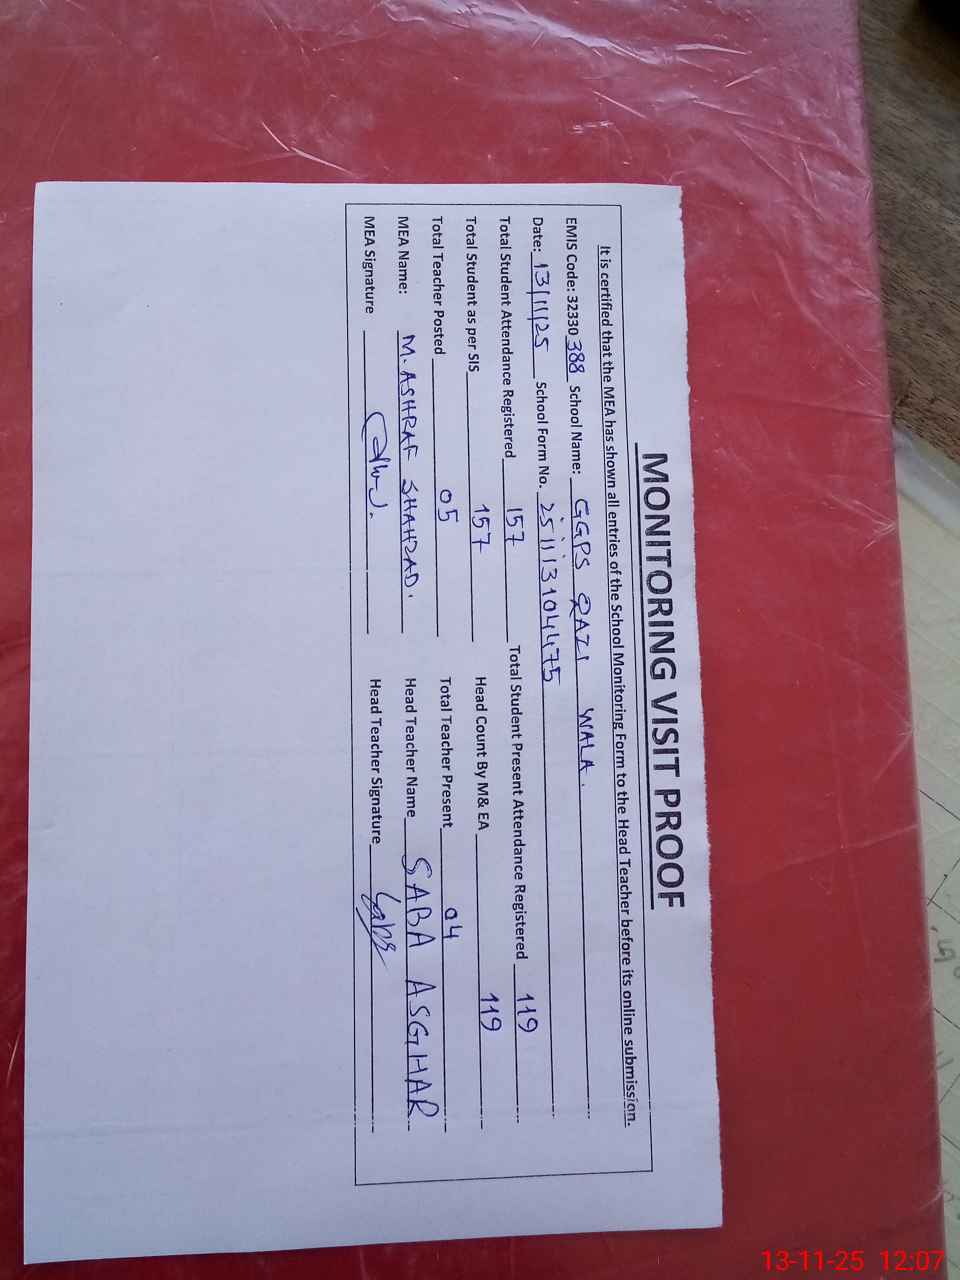 MONITORING VISIT PROOF
It is certified that the MEA has shown all entries of the School Monitoring Form to the Head Teacher before its online submission.
EMIS Code: 32330 388 School Name: GGPS QAZI WALA.
Date: 13/11/25 School Form No. 251113104475
Total Student Attendance Registered 157 Total Student Present Attendance Registered 119
Total Student as per SIS 157 Head Count By M& EA 119
Total Teacher Posted 05 Total Teacher Present 04
MEA Name: M. ASHRAF SHAHZAD. Head Teacher Name SABA ASGHAR
MEA Signature Head Teacher Signature
13-11-25 12:07